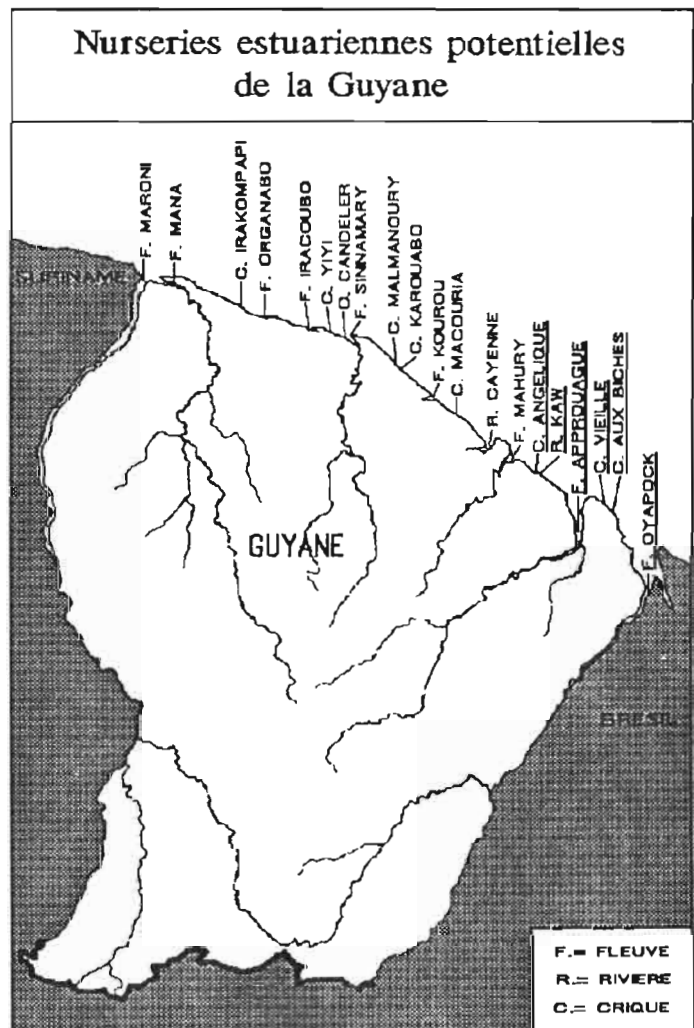 Nurseries estuariennes potentielles
de la Guyane
F. MARONI
F. MANA
C. IRAKOMPAPI
F. ORGANABO
F. IRACOUBO
C. YIYI
C. CANDELER
F. SINNAMARY
C. MALMANOURY
C. KAROUABO
F. KOUROU
C. MACOURIA
R. CAYENNE
F. MAHURY
C. ANGELIQUE
R. KAW
F. APPROUAGUE
C. VIEILLE
C. AUX BICHES
F. OYAPOCK
SURINAME
GUYANE
BRESIL
F.= FLEUVE
R.= RIVIERE
C.= CRIQUE